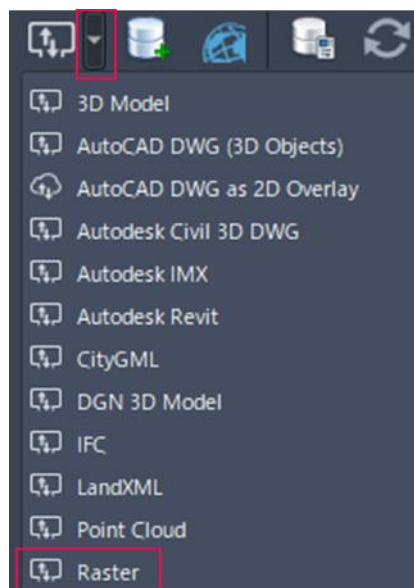 3D Model
AutoCAD DWG (3D Objects)
AutoCAD DWG as 2D Overlay
Autodesk Civil 3D DWG
Autodesk IMX
Autodesk Revit
CityGML
DGN 3D Model
IFC
LandXML
Point Cloud
Raster